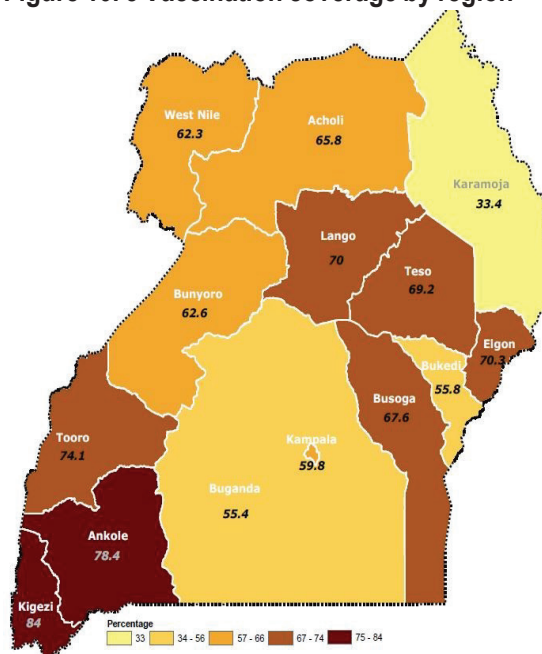 Figure Vaccination coverage by region
West Nile
62.3
Acholi
65.8
Karamoja
33.4
Lango
70
Teso
69.2
Bunyoro
62.6
Elgon
70.3
Bukedi
55.8
Busoga
67.6
Tooro
74.1
Kampala
59.8
Buganda
55.4
Ankole
78.4
Kigezi
84
Percentage
33 34 - 56 57 - 66 67 - 74 75 - 84